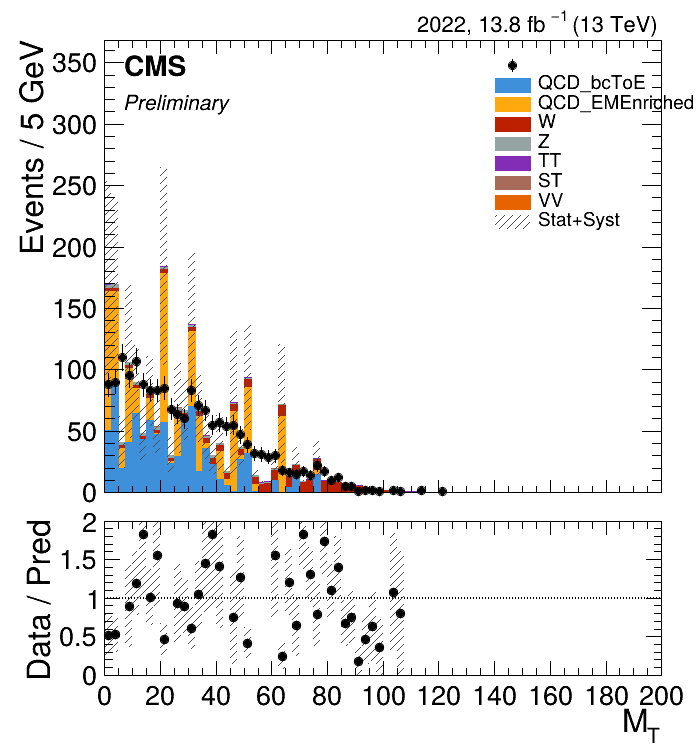 2022, 13.8 fb⁻¹ (13 TeV)
CMS
Preliminary
Events / 5 GeV
350
300
250
200
150
100
50
0
QCD_bcToE
QCD_EMEnrighed
W
Z
TT
ST
VV
Stat+Syst
Data / Pred
2
1.5
1
0.5
0
0 20 40 60 80 100 120 140 160 180 200
M_T